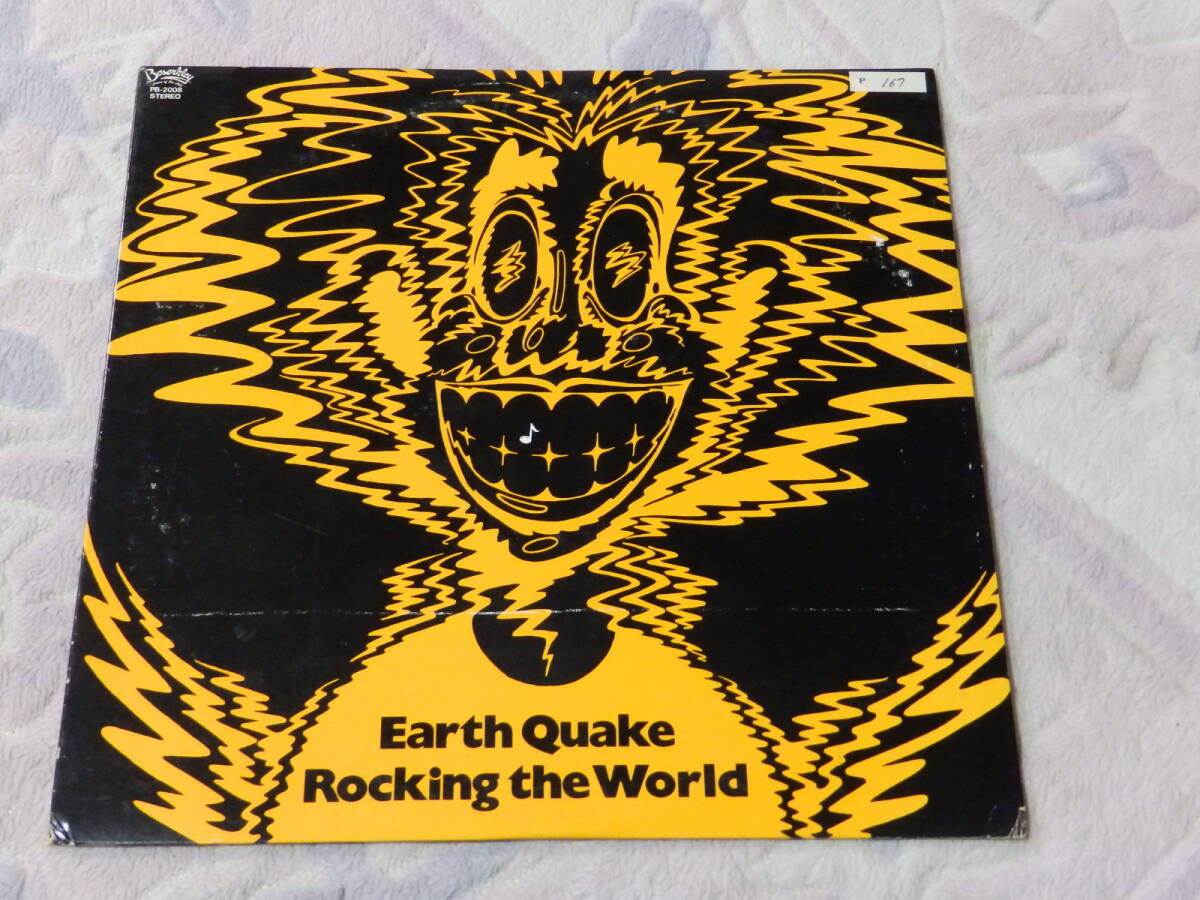 Beserkley
PB-2008
STEREO
P 167
Earth Quake
Rocking the World